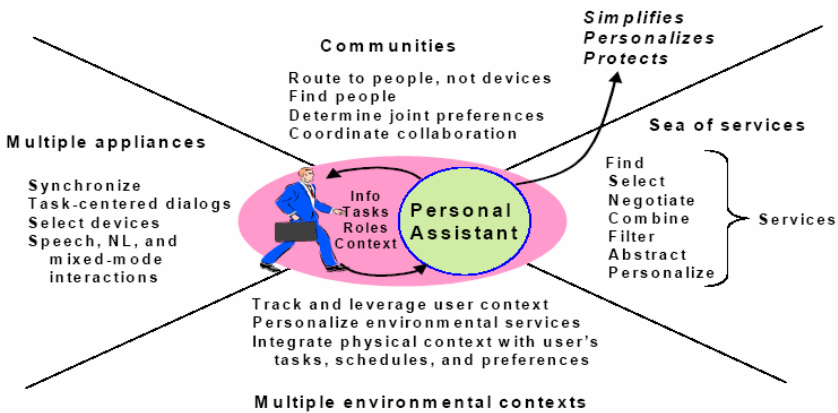 Simplifies
Personalizes
Protects
Communities
Route to people, not devices
Find people
Determine joint preferences
Coordinate collaboration
Multiple appliances
Synchronize
Task-centered dialogs
Select devices
Speech, NL, and
mixed-mode
interactions
Info
Tasks
Roles
Context
Personal
Assistant
Sea of services
Find
Select
Negotiate
Combine
Filter
Abstract
Personalize
Services
Track and leverage user context
Personalize environmental services
Integrate physical context with user's
tasks, schedules, and preferences
Multiple environmental contexts